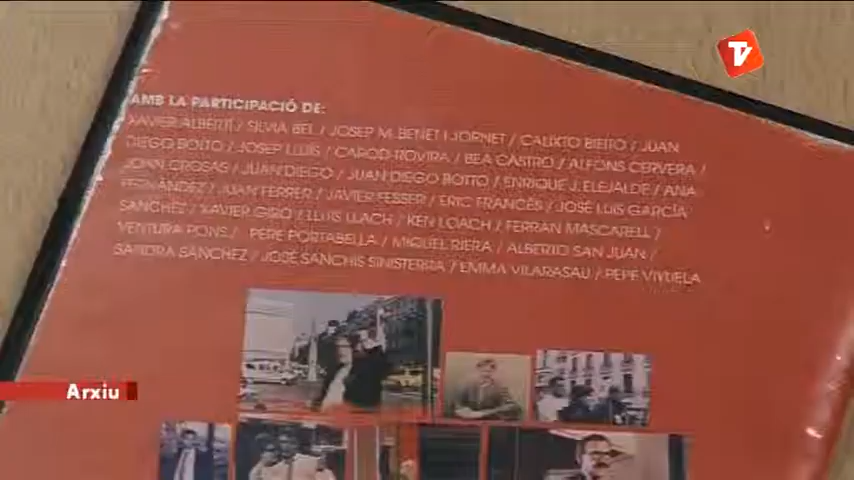 TV
AMB LA PARTICIPACIÓ DE:
XAVIER ALBERTÍ / SILVIA BEL / JOSEP M. BENET I JORNET / CALIXTO BIEITO / JUAN
DIEGO BOTTO / JOSEP LLUÍS / CAROD-ROVIRA / BEA CASTRO / ALFONS CERVERA /
JOHN CROSAS / JUAN DIEGO / JUAN DIEGO BOTTO / ENRIQUE J. ELEJALDE / ANA
FERNÁNDEZ / JUAN FERRER / JAVIER FESSER / ERIC FRANCÉS / JOSÉ LUIS GARCÍA
SÁNCHEZ / XAVIER GIRÓ / LLUÍS LLACH / KEN LOACH / FERRAN MASCARELL /
VENTURA PONS / PERE PORTABELLA / MIQUEL RIERA / ALBERTO SAN JUAN /
SANDRA SÁNCHEZ / JOSÉ SANCHIS SINISTERRA / EMMA VILARASAU / PEPE VIYUELA
Arxiu